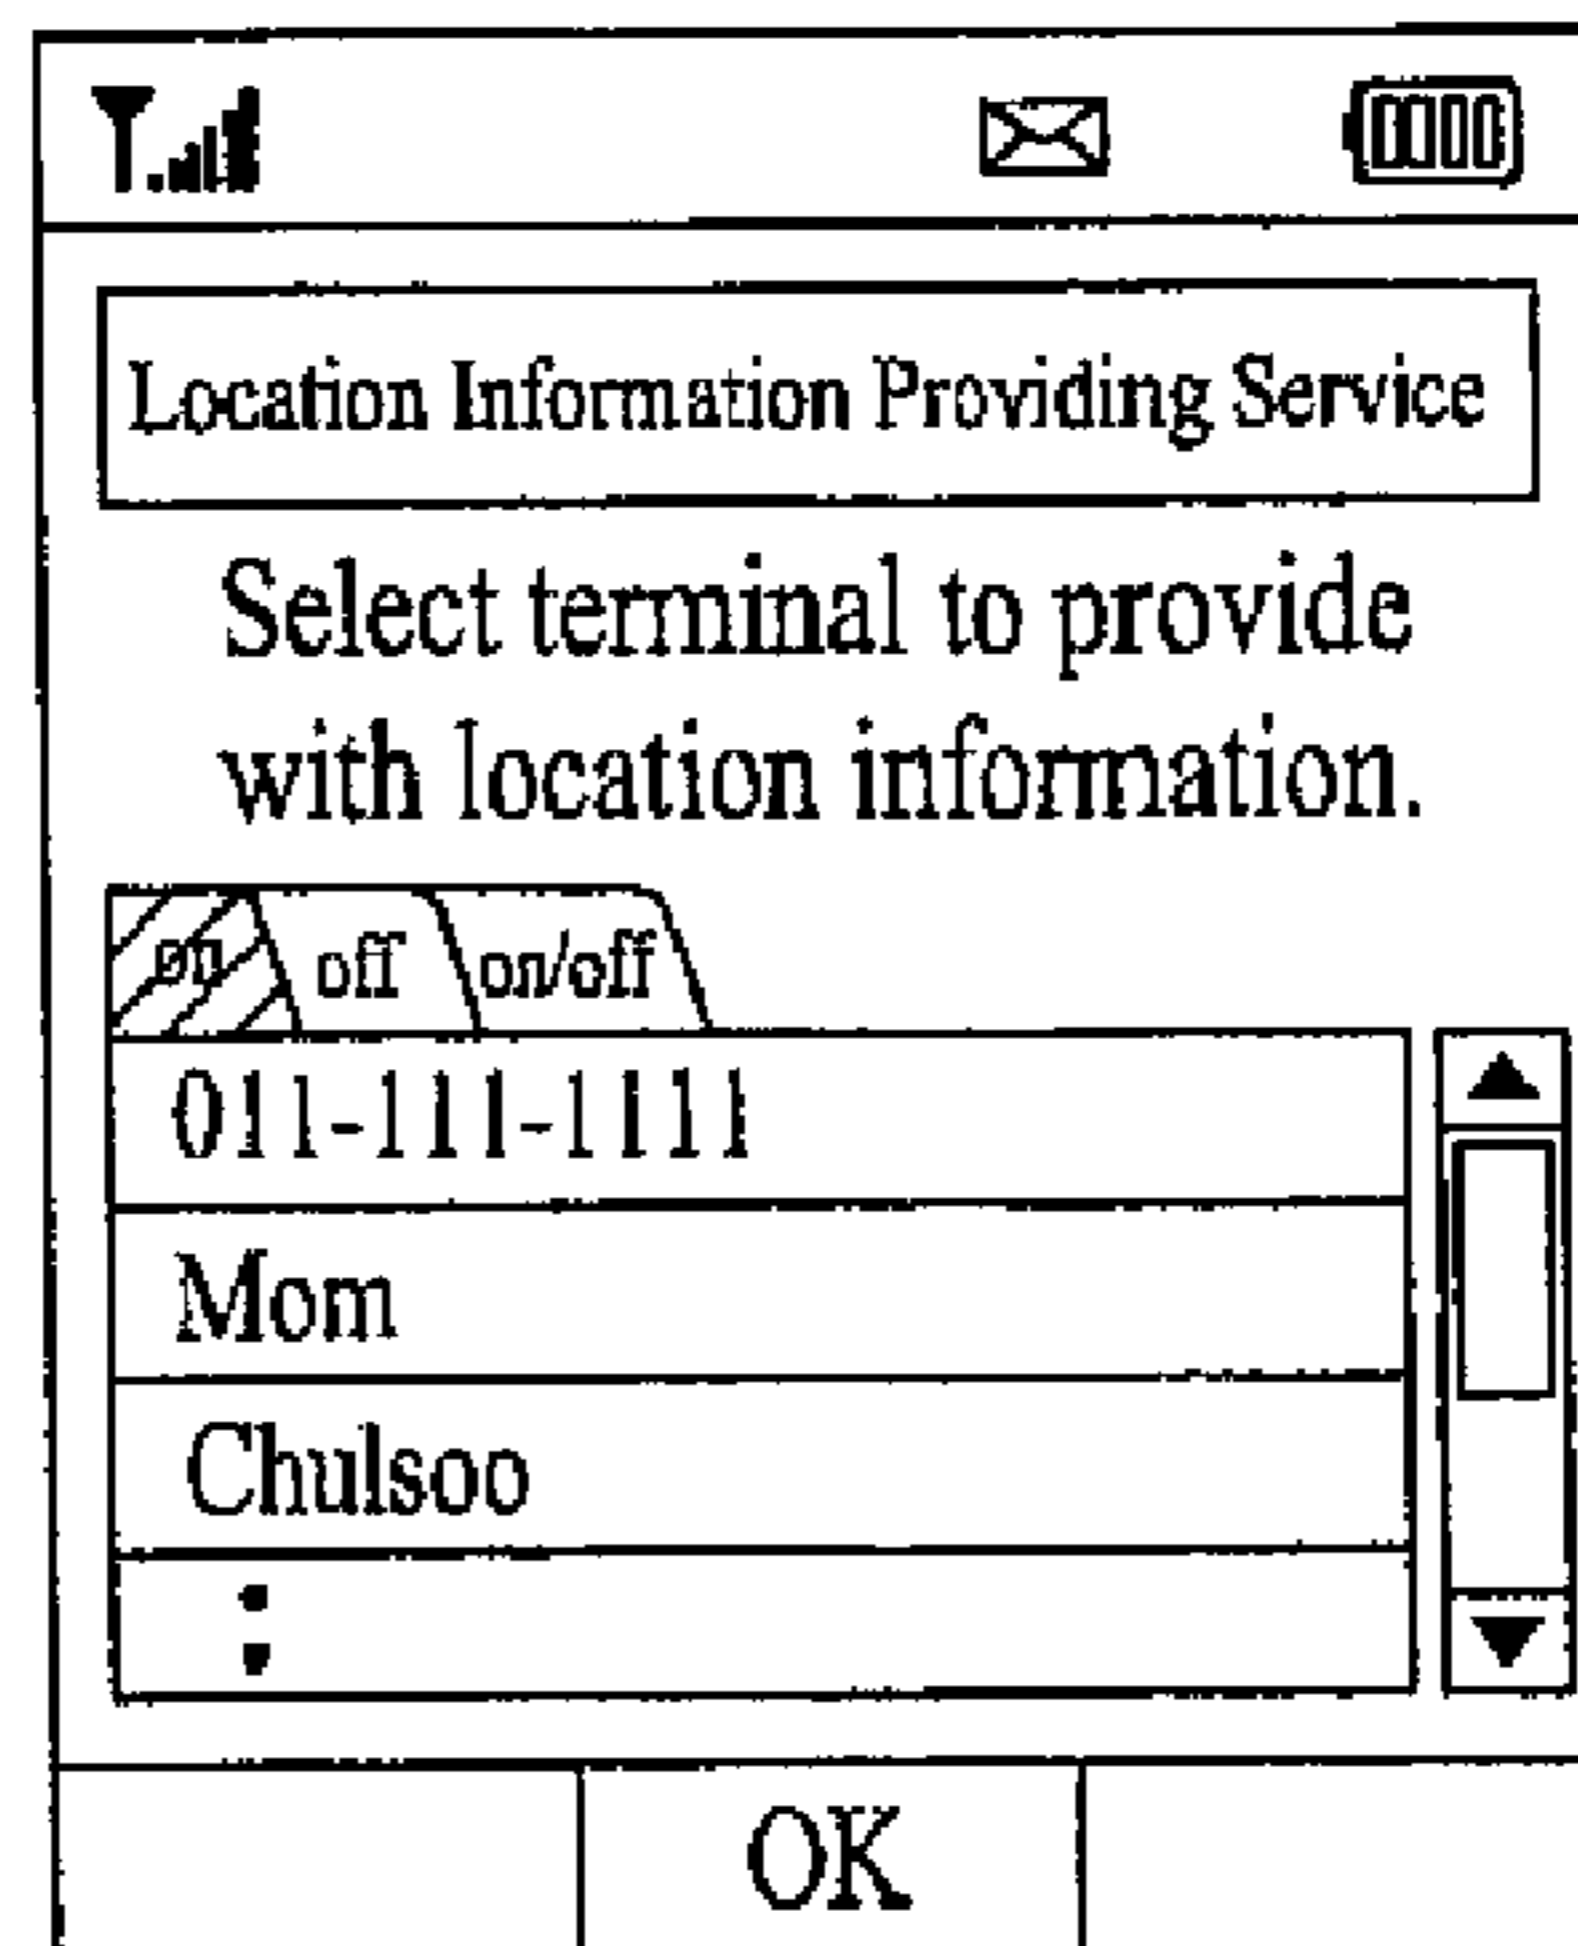 Location Information Providing Service
Select terminal to provide
with location information.
on off on/off
011-111-1111
Mom
Chulsoo
:
OK